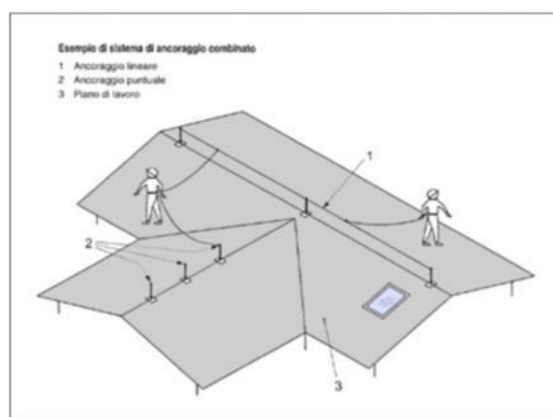 Esempio di sistema di ancoraggio combinato
1 Ancoraggio lineare
2 Ancoraggio puntuale
3 Piano di lavoro
1
2
3